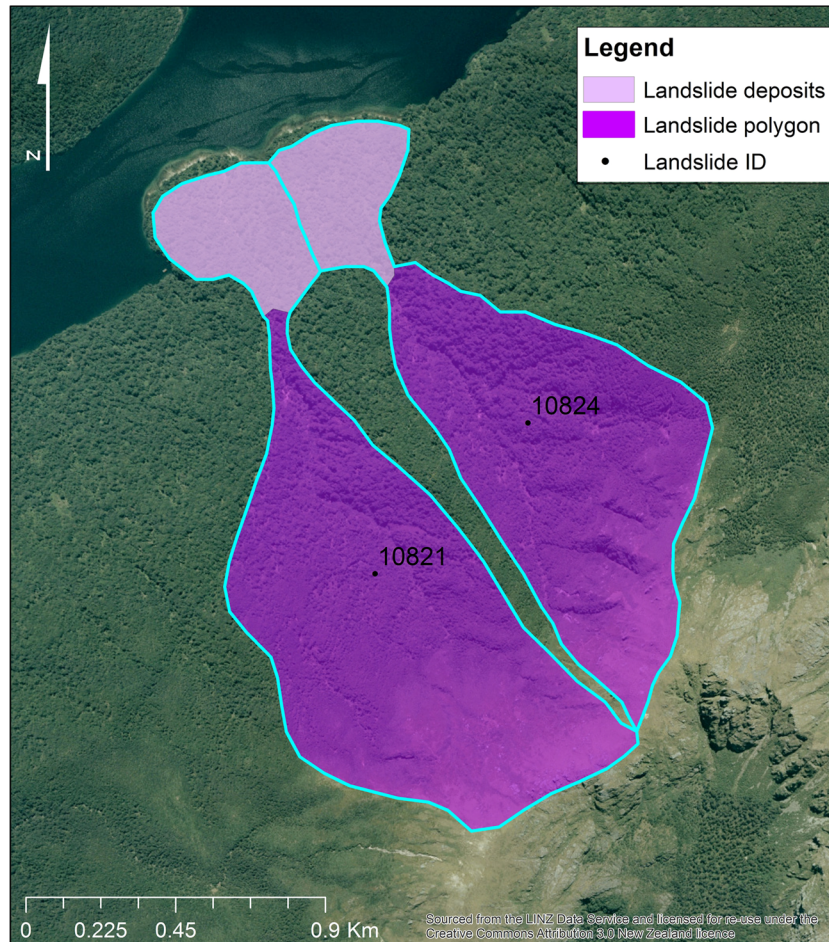 Legend
Landslide deposits
Landslide polygon
Landslide ID
N
10824
10821
0 0.225 0.45 0.9 Km
Sourced from the LINZ Data Service and licensed for re-use under the
Creative Commons Attribution 3.0 New Zealand licence